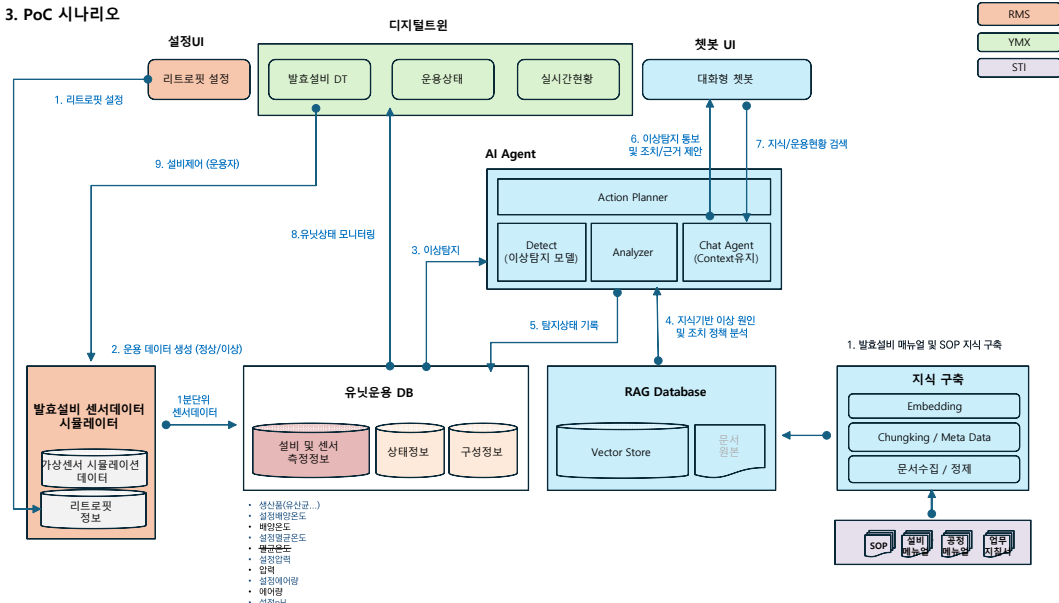 3. PoC 시나리오
RMS
YMX
STI
설정UI
디지털트윈
쳇봇 UI
리트로핏 설정
발효설비 DT
운용상태
실시간현황
대화형 쳇봇
1. 리트로핏 설정
9. 설비제어 (운용자)
6. 이상탐지 통보
및 조치/근거 제안
7. 지식/운용현황 검색
AI Agent
Action Planner
Detect
(이상탐지 모델)
Analyzer
Chat Agent
(Context유지)
8.유닛상태 모니터링
3. 이상탐지
5. 탐지상태 기록
4. 지식기반 이상 원인
및 조치 정책 분석
2. 운용 데이터 생성 (정상/이상)
1. 발효설비 매뉴얼 및 SOP 지식 구축
발효설비 센서데이터
시뮬레이터
가상센서 시뮬레이션
데이터
리트로핏
정보
1분단위
센서데이터
유닛운용 DB
설비 및 센서
측정정보
상태정보
구성정보
RAG Database
Vector Store
문서
원본
지식 구축
Embedding
Chungking / Meta Data
문서수집 / 정제
SOP
설비
메뉴얼
공정
메뉴얼
업무
지침서
• 생산품(유산균...)
• 설정배양온도
• 배양온도
• 설정멸균온도
• 멸균온도
• 설정압력
• 압력
• 설정에어량
• 에어량
• 설정pH